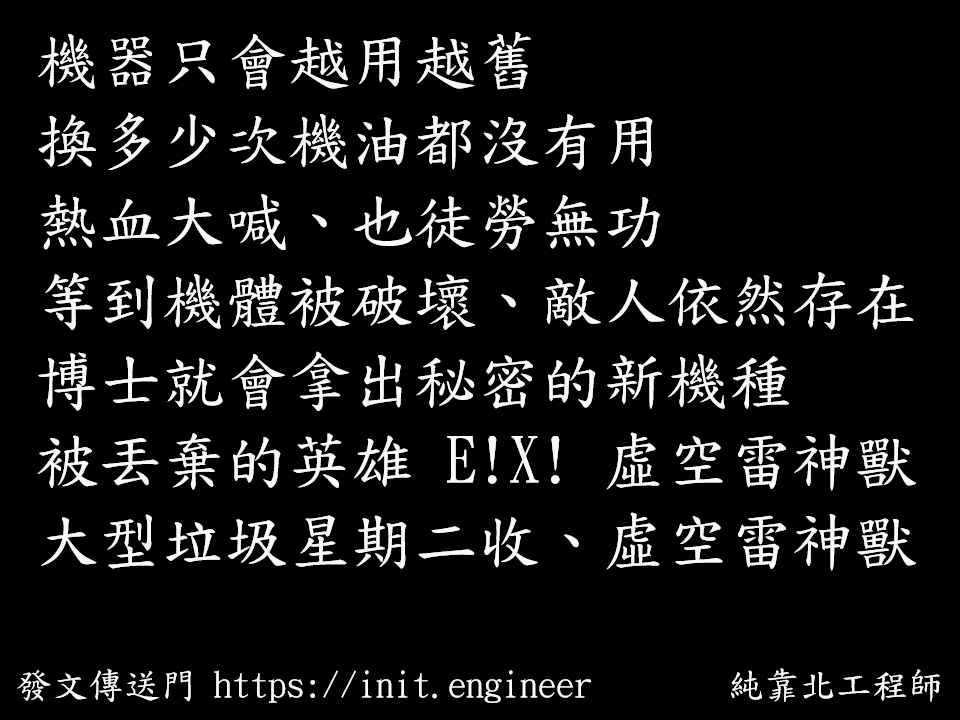 機器只會越用越舊
換多少次機油都沒有用
熱血大喊、也徒勞無功
等到機體被破壞、敵人依然存在
博士就會拿出秘密的新機種
被丟棄的英雄 E!X! 虛空雷神獸
大型垃圾星期二收、虛空雷神獸
發文傳送門 https://init.engineer
純靠北工程師